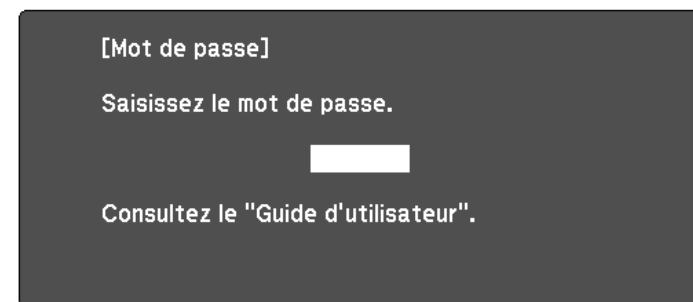 [Mot de passe]
Saisissez le mot de passe.
Consultez le "Guide d'utilisateur".